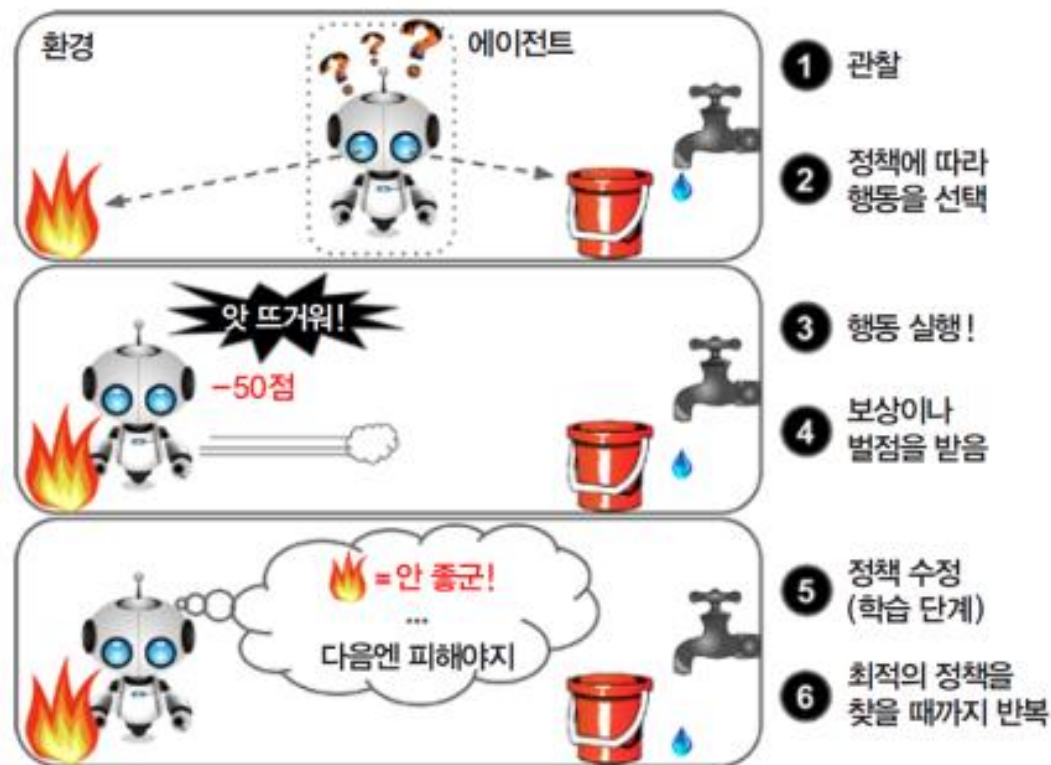 환경
에이전트
? ? ?
1 관찰
2 정책에 따라
행동을 선택
앗 뜨거워!
-50점
3 행동 실행!
4 보상이나
벌점을 받음
= 안 좋군!
...
다음엔 피해야지
5 정책 수정
(학습 단계)
6 최적의 정책을
찾을 때까지 반복